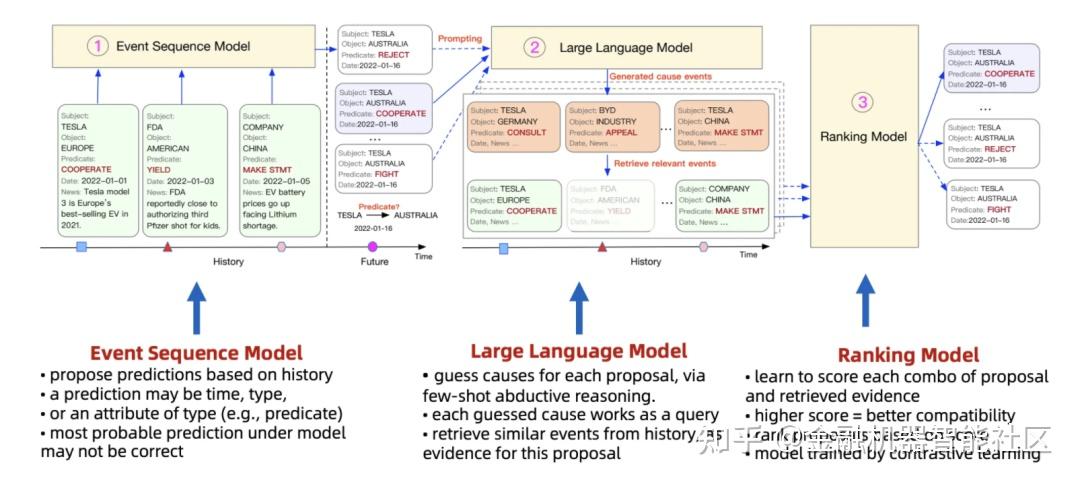 1 Event Sequence Model
Subject:
TESLA
Object:
EUROPE
Predicate:
COOPERATE
Date: 2022-01-01
News: Tesla model
3 is Europe's
best-selling EV in
2021.
Subject:
FDA
Object:
AMERICAN
Predicate:
YIELD
Date: 2022-01-03
News: FDA
reportedly close to
authorizing third
Pfizer shot for kids.
Subject:
COMPANY
Object:
CHINA
Predicate:
MAKE STMT
Date: 2022-01-05
News: EV battery
prices go up
facing Lithium
shortage.
Subject: TESLA
Object: AUSTRALIA
Predicate: REJECT
Date: 2022-01-16
Subject: TESLA
Object: AUSTRALIA
Predicate: COOPERATE
Date:2022-01-16
...
Subject: TESLA
Object: AUSTRALIA
Predicate: FIGHT
Date: 2022-01-16
Predicate?
TESLA AUSTRALIA
2022-01-16
History
Future
Time
Prompting
2 Large Language Model
Generated cause events
Subject: TESLA
Object: GERMANY
Predicate: CONSULT
Date, News ...
Subject: BYD
Object: INDUSTRY
Predicate: APPEAL
Date, News ...
...
Subject: TESLA
Object: CHINA
Predicate: MAKE STMT
Date, News ...
Retrieve relevant events
Subject: TESLA
Object: EUROPE
Predicate: COOPERATE
Date, News ...
Subject: FDA
Object: AMERICAN
Predicate: YIELD
Date, News ...
...
Subject: COMPANY
Object: CHINA
Predicate: MAKE STMT
Date, News ...
History
Time
3
Ranking Model
Subject: TESLA
Object: AUSTRALIA
Predicate: COOPERATE
Date: 2022-01-16
...
Subject: TESLA
Object: AUSTRALIA
Predicate: REJECT
Date: 2022-01-16
Subject: TESLA
Object: AUSTRALIA
Predicate: FIGHT
Date: 2022-01-16
Event Sequence Model
• propose predictions based on history
• a prediction may be time, type,
• or an attribute of type (e.g., predicate)
• most probable prediction under model
may not be correct
Large Language Model
• guess causes for each proposal, via
few-shot abductive reasoning.
• each guessed cause works as a query
• retrieve similar events from history, as
evidence for this proposal
Ranking Model
• learn to score each combo of proposal
and retrieved evidence
• higher score = better compatibility
• rank proposals based on score
• model trained by contrastive learning
知乎 @金融机器智能社区